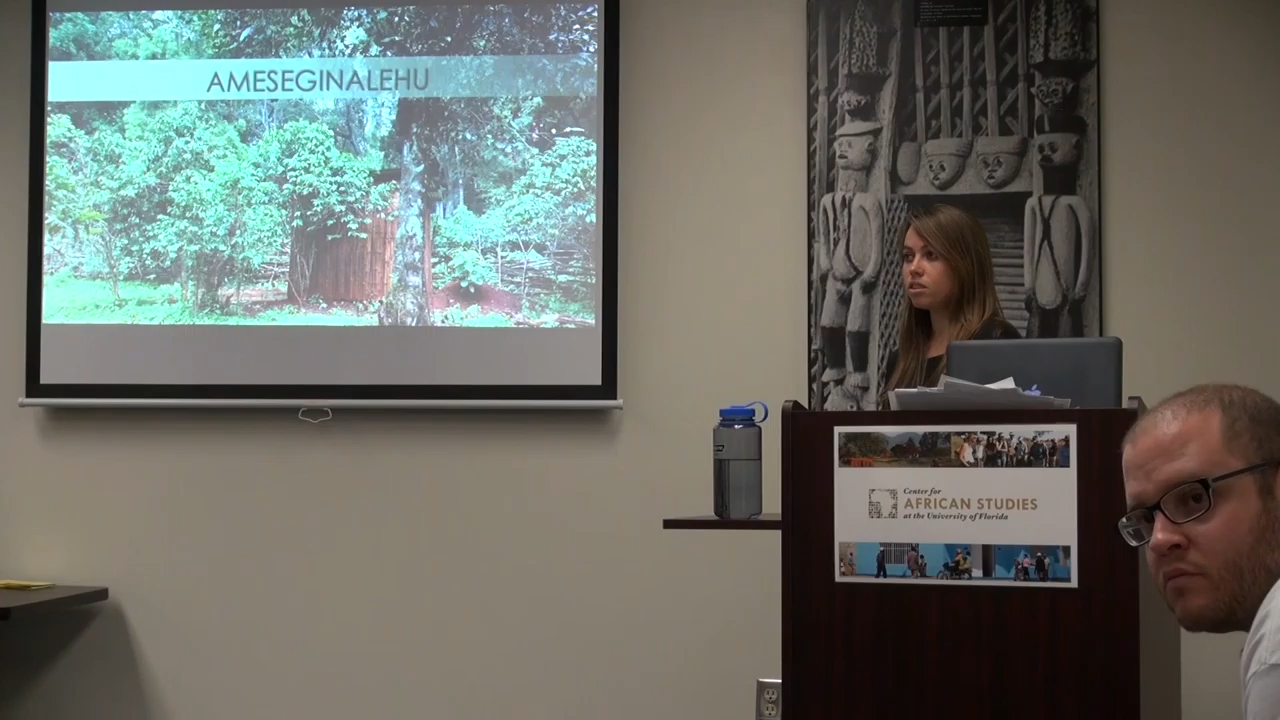 AMESEGINALEHU
Center for
AFRICAN STUDIES
at the University of Florida